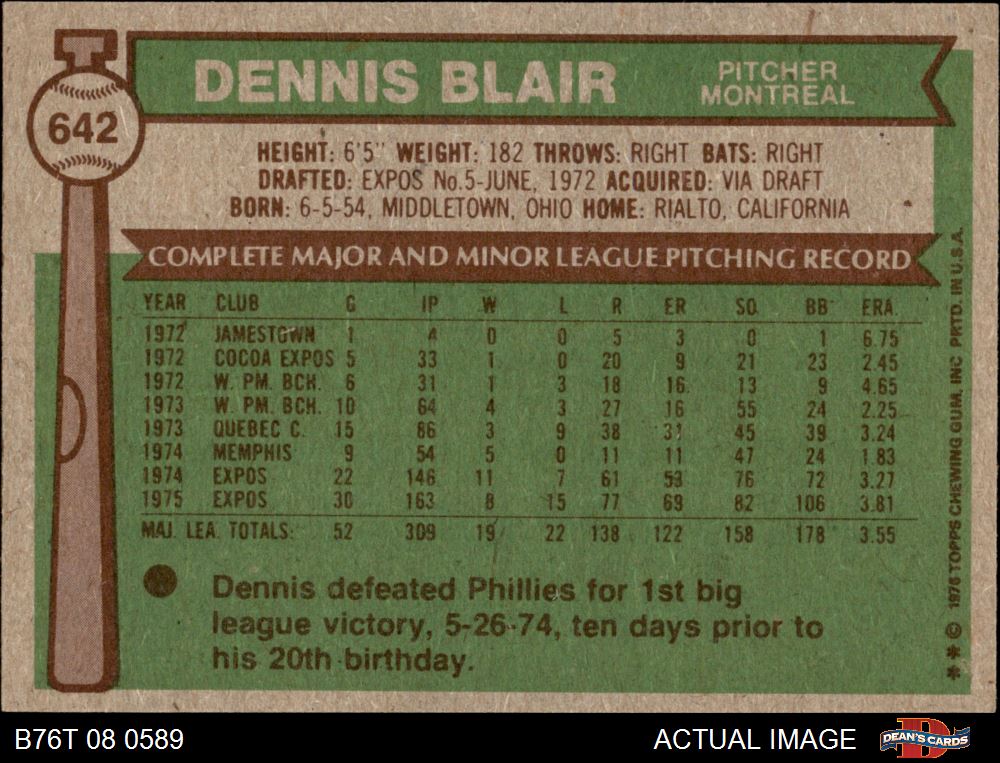 642
DENNIS BLAIR
PITCHER
MONTREAL
HEIGHT: 6'5" WEIGHT: 182 THROWS: RIGHT BATS: RIGHT
DRAFTED: EXPOS No.5-JUNE, 1972 ACQUIRED: VIA DRAFT
BORN: 6-5-54, MIDDLETOWN, OHIO HOME: RIALTO, CALIFORNIA
COMPLETE MAJOR AND MINOR LEAGUE PITCHING RECORD
YEAR CLUB G IP W L R ER SO BB ERA
1972 JAMESTOWN 1 4 0 0 5 3 0 1 6.75
1972 COCOA EXPOS 5 33 1 0 20 9 21 23 2.45
1972 W. PM. BCH. 6 31 1 3 18 16 13 9 4.65
1973 W. PM. BCH. 10 64 4 3 27 16 55 24 2.25
1973 QUEBEC C. 15 86 3 9 38 31 45 39 3.24
1974 MEMPHIS 9 54 5 0 11 11 47 24 1.83
1974 EXPOS 22 146 11 7 61 53 76 72 3.27
1975 EXPOS 30 163 8 15 77 69 82 106 3.81
MAJ. LEA. TOTALS: 52 309 19 22 138 122 158 178 3.55
Dennis defeated Phillies for 1st big
league victory, 5-26-74, ten days prior to
his 20th birthday.
** © 1976 TOPPS CHEWING GUM, INC PRTD. IN U.S.A.
B76T 08 0589
ACTUAL IMAGE
DEAN'S CARDS